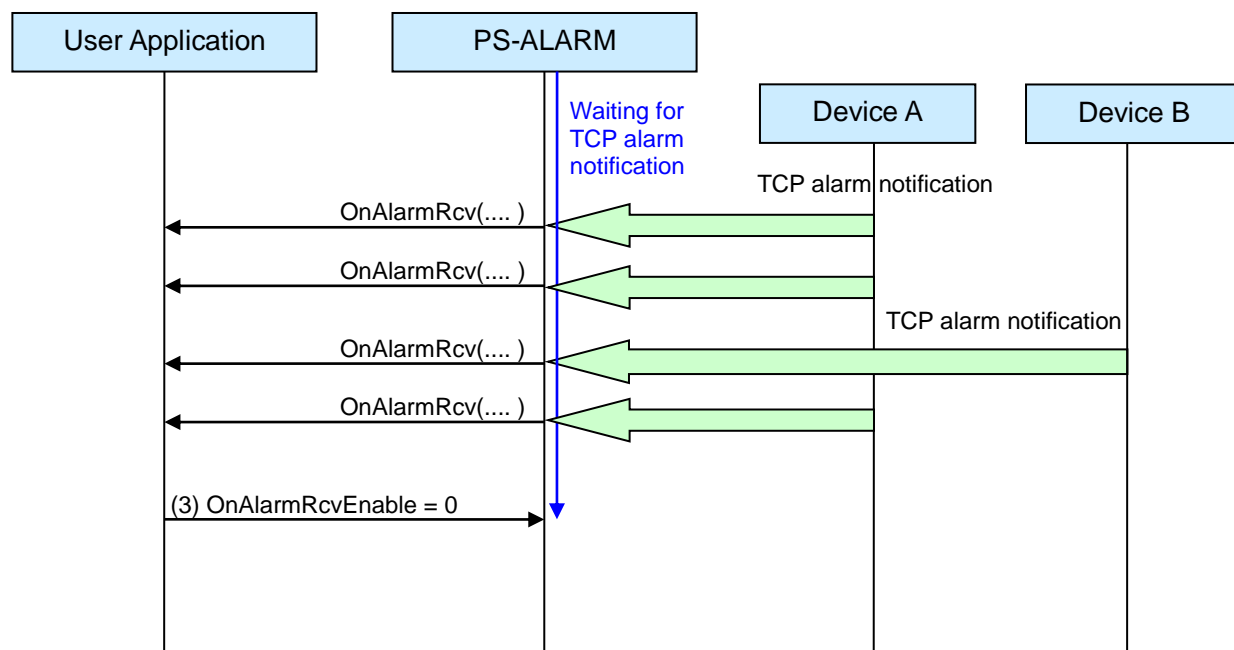 User Application
PS-ALARM
Device A
Device B
Waiting for
TCP alarm
notification
TCP alarm notification
OnAlarmRcv(.... )
OnAlarmRcv(.... )
TCP alarm notification
OnAlarmRcv(.... )
OnAlarmRcv(.... )
(3) OnAlarmRcvEnable = 0